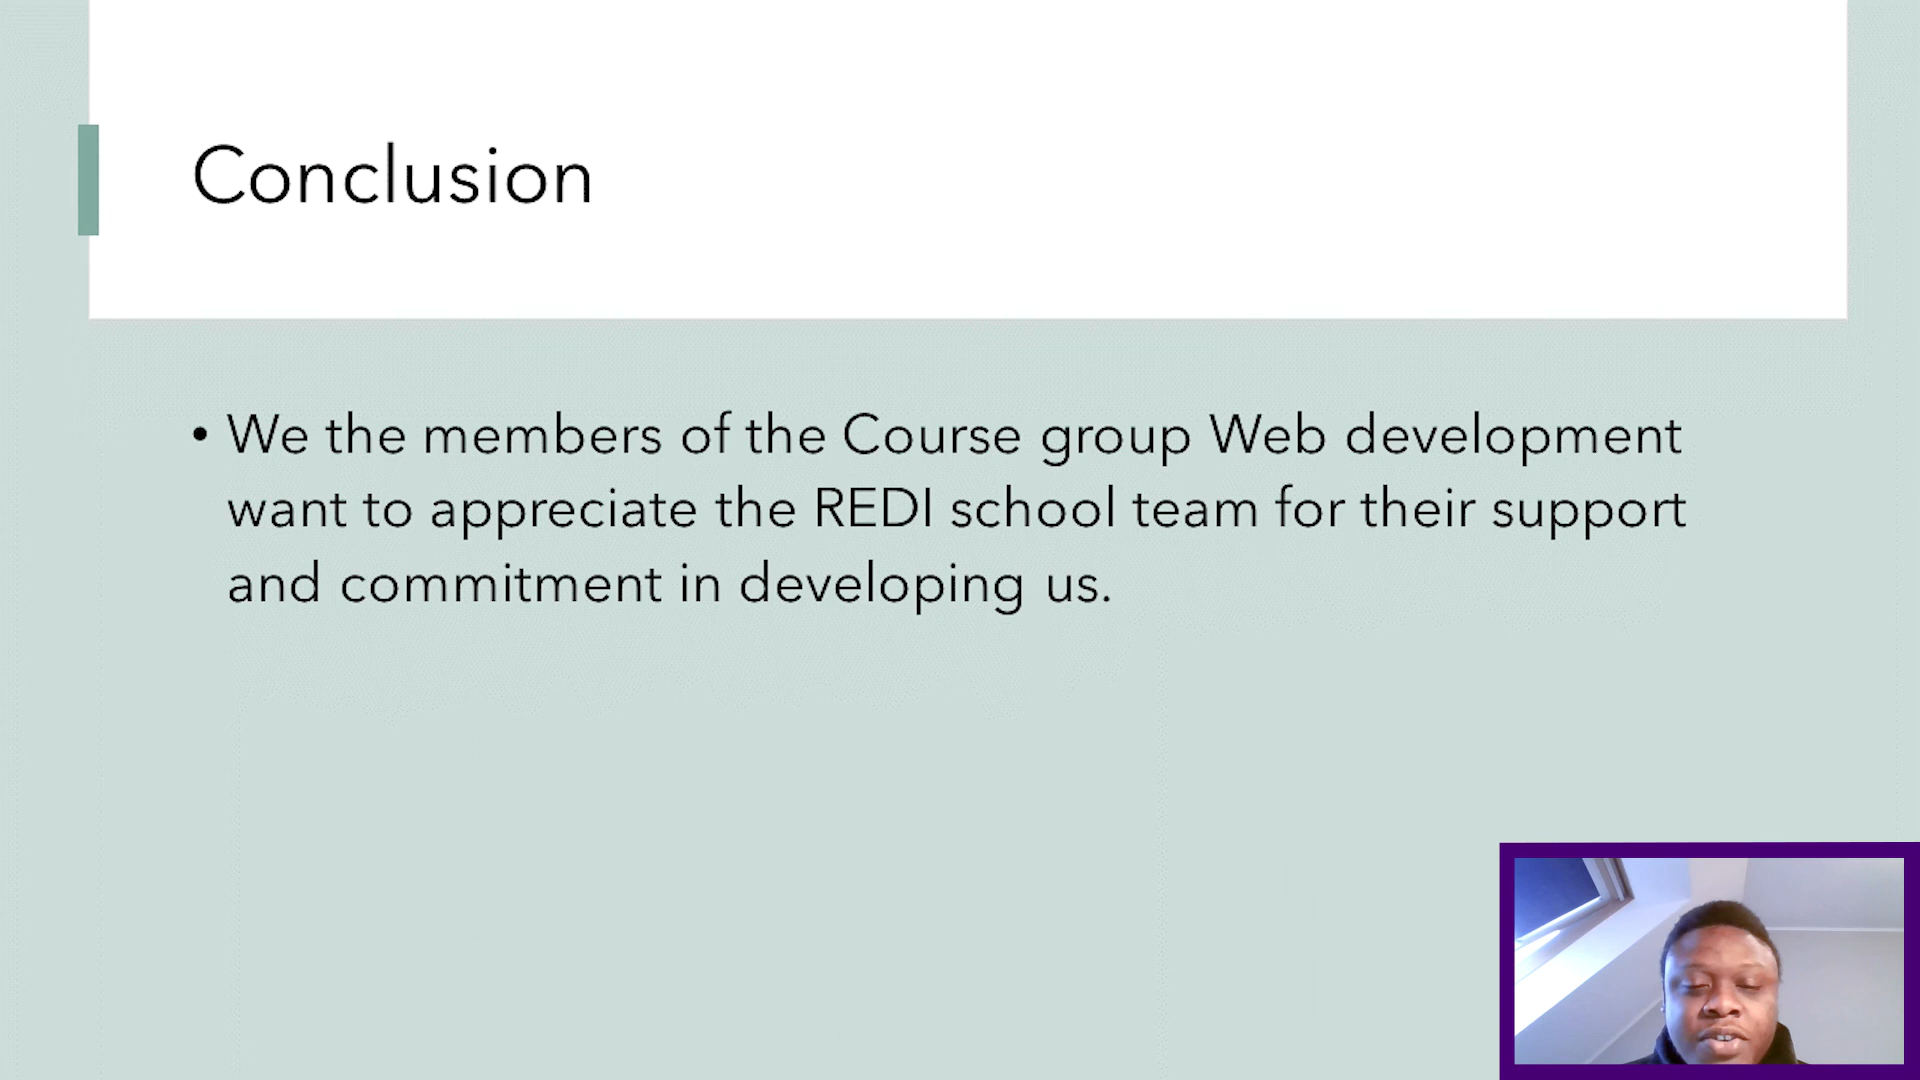 Conclusion
• We the members of the Course group Web development
want to appreciate the REDI school team for their support
and commitment in developing us.